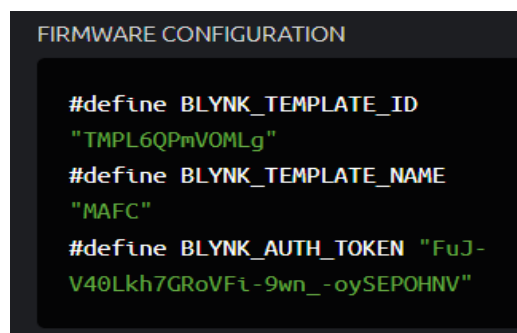 FIRMWARE CONFIGURATION
#define BLYNK_TEMPLATE_ID
"TMPL6QPmVOMLg"
#define BLYNK_TEMPLATE_NAME
"MAFC"
#define BLYNK_AUTH_TOKEN "FuJ-
V40Lkh7GRoVFi-9wn_-oySEPOHNV"